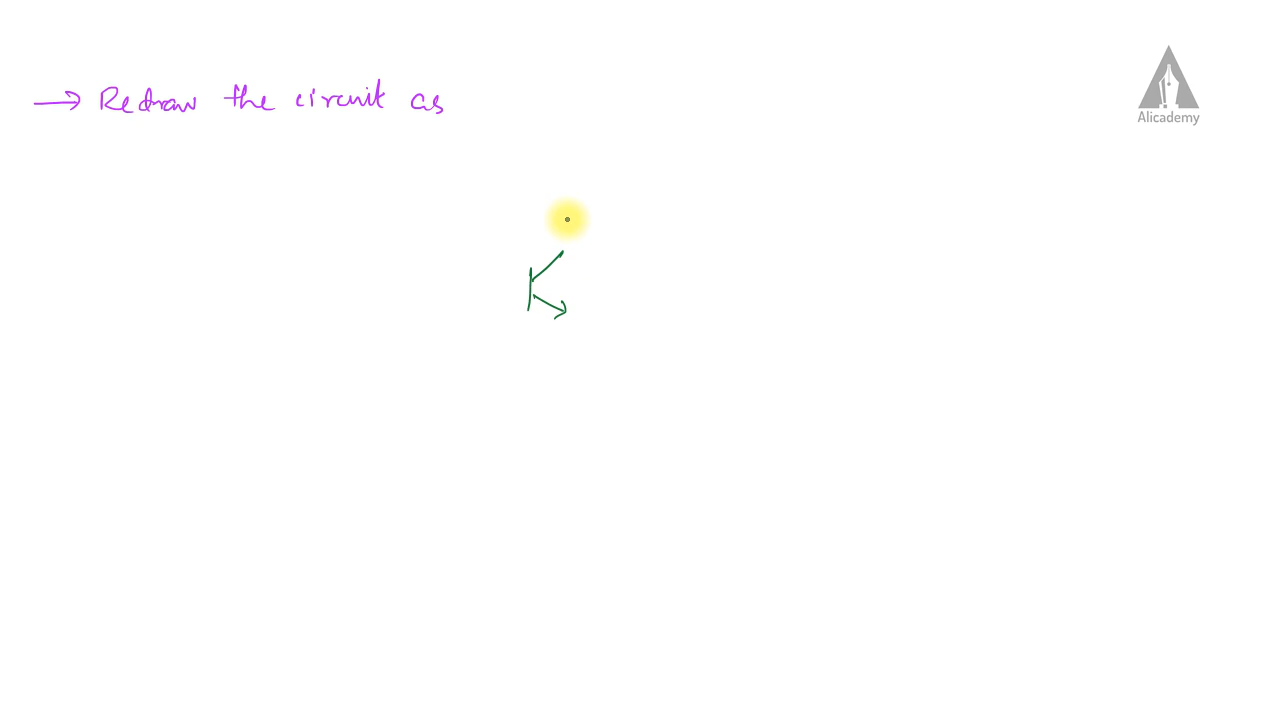 → Redraw the circuit as
Alicademy